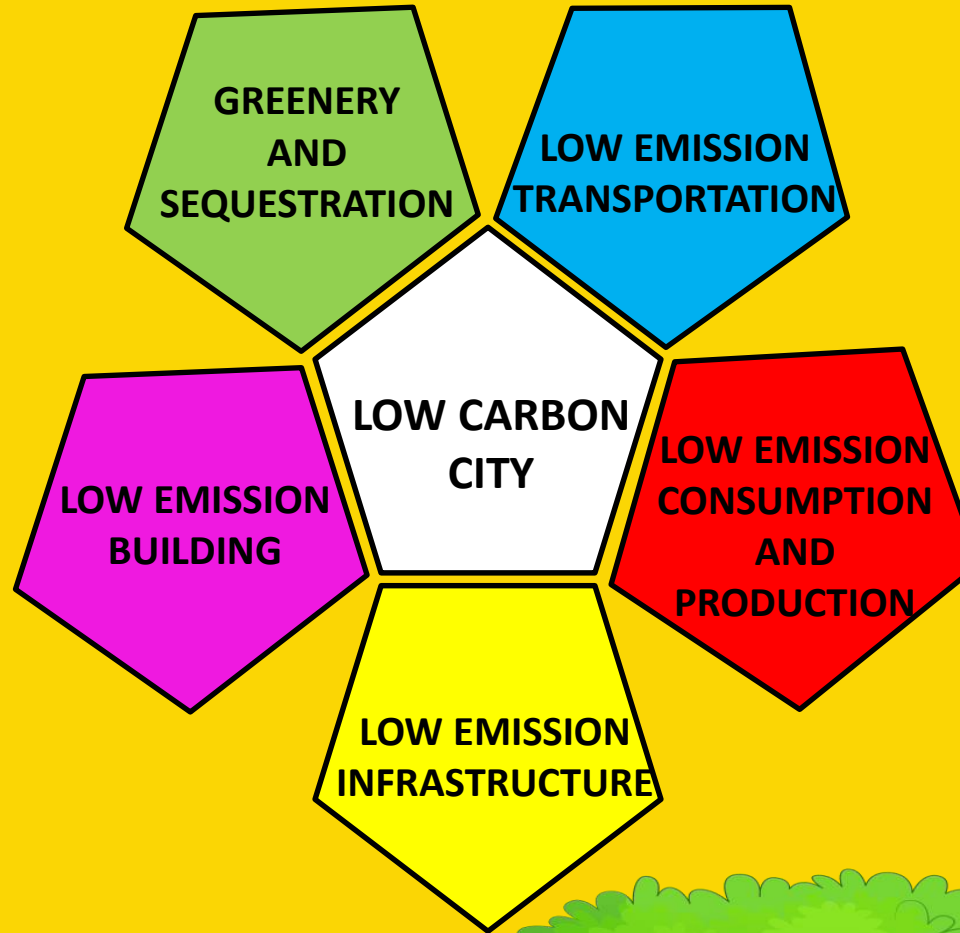 GREENERY
AND
SEQUESTRATION
LOW EMISSION
TRANSPORTATION
LOW CARBON
CITY
LOW EMISSION
CONSUMPTION
AND
PRODUCTION
LOW EMISSION
BUILDING
LOW EMISSION
INFRASTRUCTURE